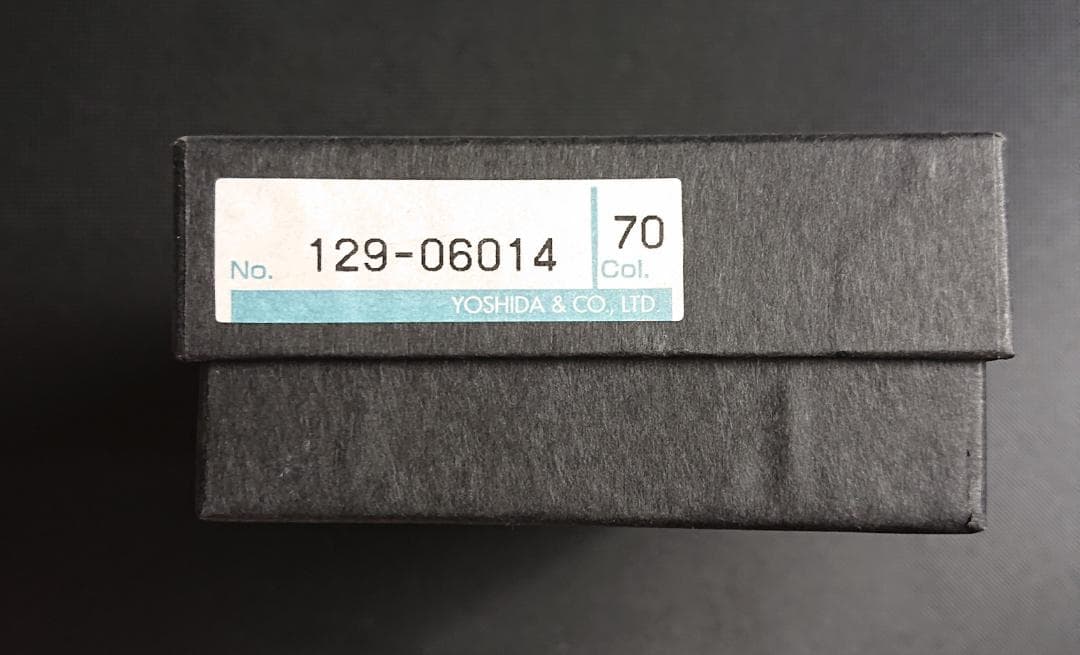 No. 129-06014
70
Col.
YOSHIDA & CO., LTD.